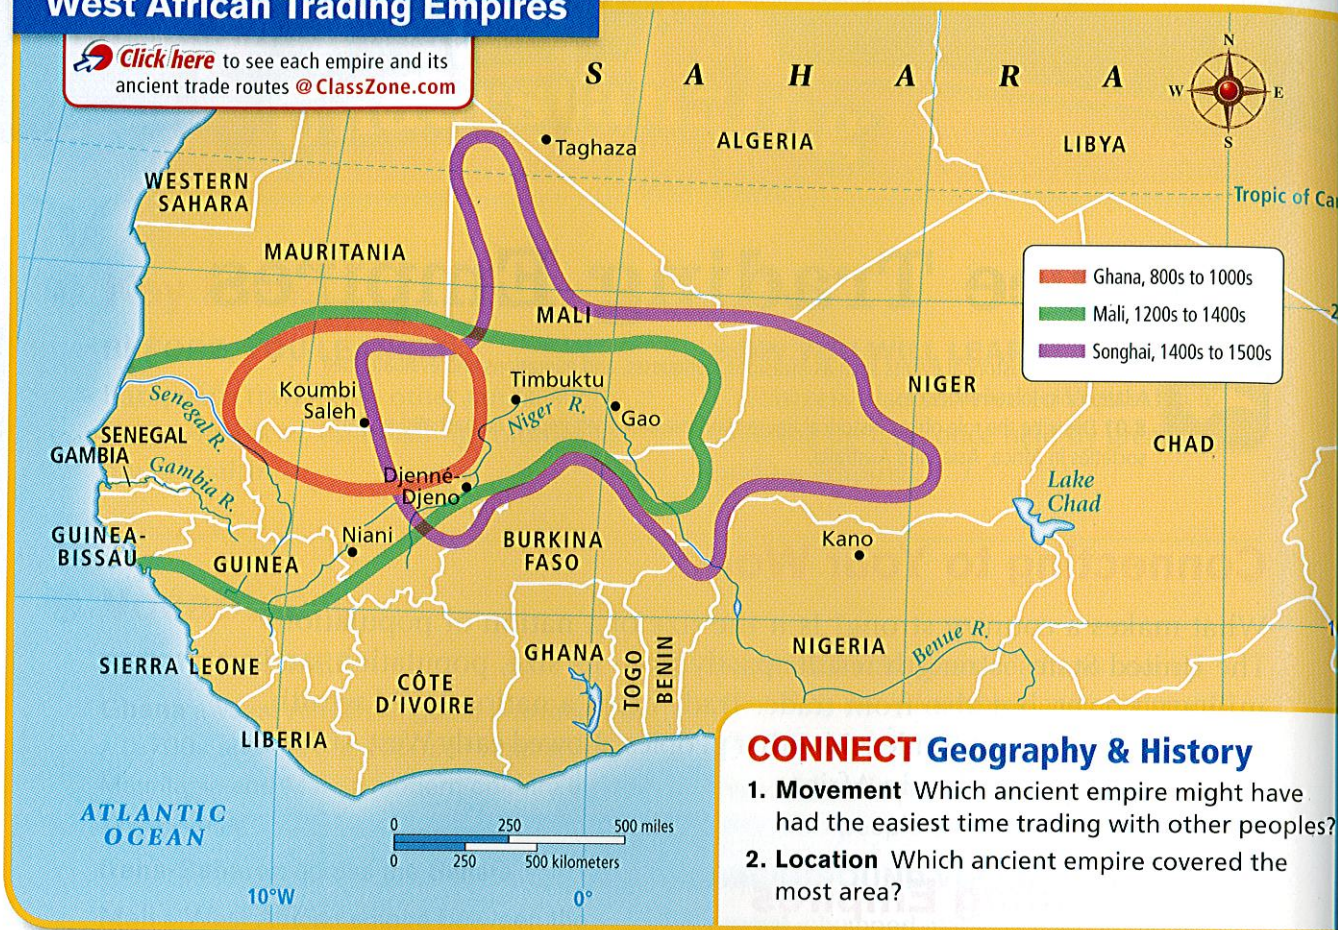 West African Trading Empires
Click here to see each empire and its
ancient trade routes @ ClassZone.com
S A H A R A
N
W E
S
Taghaza
ALGERIA
LIBYA
WESTERN
SAHARA
Tropic of Ca
MAURITANIA
Ghana, 800s to 1000s
Mali, 1200s to 1400s
Songhai, 1400s to 1500s
MALI
NIGER
CHAD
Koumbi
Saleh
Timbuktu
Niger R.
Gao
Senegal R.
SENEGAL
GAMBIA
Gambia R.
Djenné-
Djeno
Lake
Chad
GUINEA-
BISSAU
GUINEA
Niani
BURKINA
FASO
Kano
SIERRA LEONE
CÔTE
D'IVOIRE
GHANA
TOGO
BENIN
NIGERIA
Benue R.
LIBERIA
ATLANTIC
OCEAN
0 250 500 miles
0 250 500 kilometers
10°W
0°
CONNECT Geography & History
1. Movement Which ancient empire might have
had the easiest time trading with other peoples?
2. Location Which ancient empire covered the
most area?